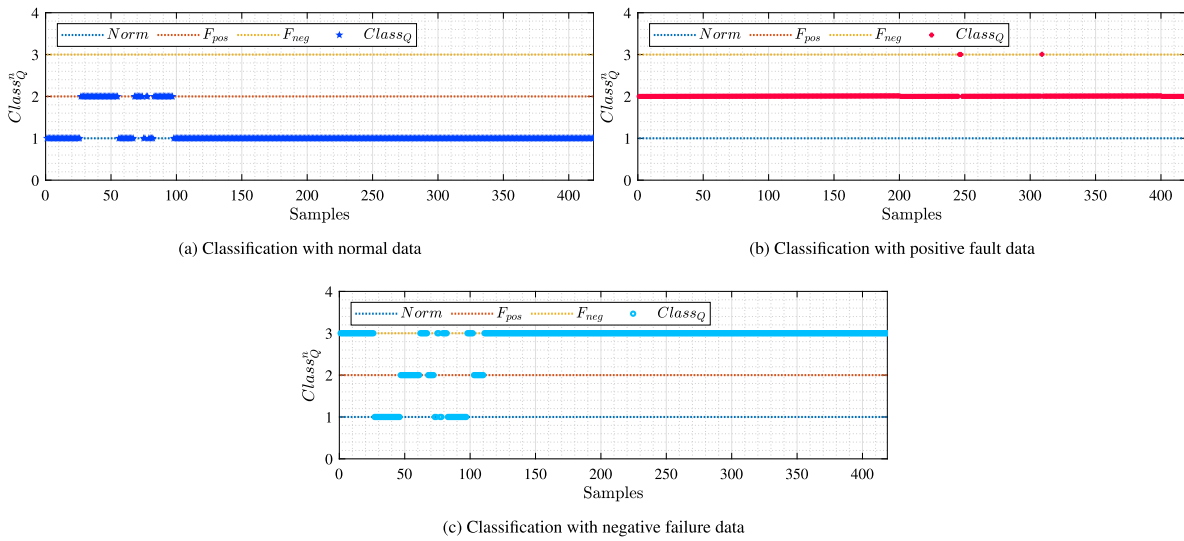 4
3
2
1
0
Class_Q^n
Norm F_pos F_neg Class_Q
0 50 100 150 200 250 300 350 400
Samples
(a) Classification with normal data
4
3
2
1
0
Class_Q^n
Norm F_pos F_neg Class_Q
0 50 100 150 200 250 300 350 400
Samples
(b) Classification with positive fault data
4
3
2
1
0
Class_Q^n
Norm F_pos F_neg Class_Q
0 50 100 150 200 250 300 350 400
Samples
(c) Classification with negative failure data